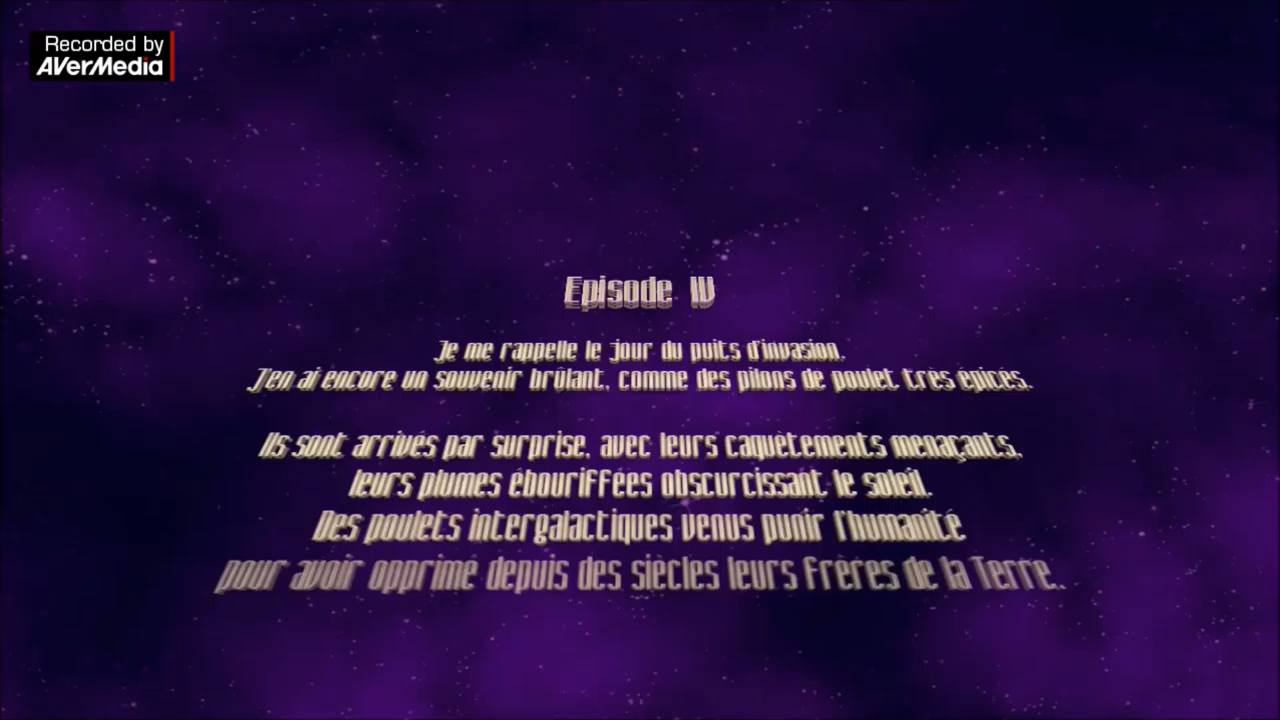 Recorded by
AVerMedia
Episode IV
Je me rappelle le jour du puits d'invasion.
J'en ai encore un souvenir brûlant, comme des pilons de poulet très épicés.
Ils sont arrivés par surprise, avec leurs caquètements menaçants,
leurs plumes ébouriffées obscurcissant le soleil.
Des poulets intergalactiques venus punir l'humanité
pour avoir opprimé depuis des siècles leurs frères de la Terre..